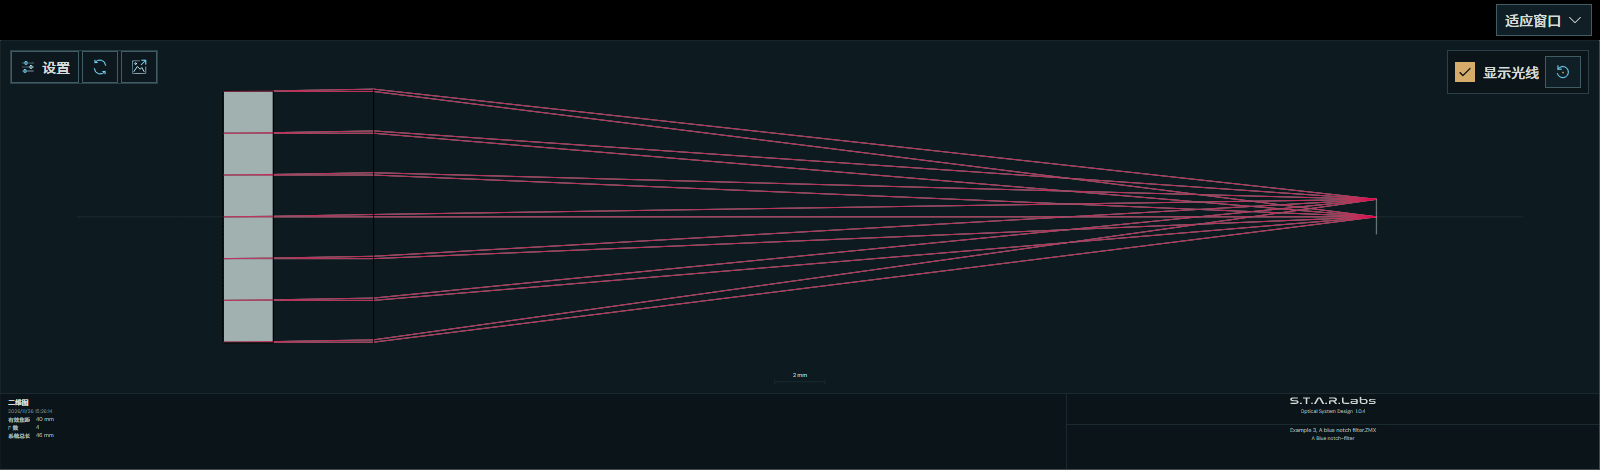 适应窗口
设置
显示光线
2 mm
二维图
有效焦距 40 mm
F 数 4
系统总长 46 mm
S.T.A.R.Labs
Optical System Design 1.0.4
Example 3, A blue notch filter.ZMX
A Blue notch-filter